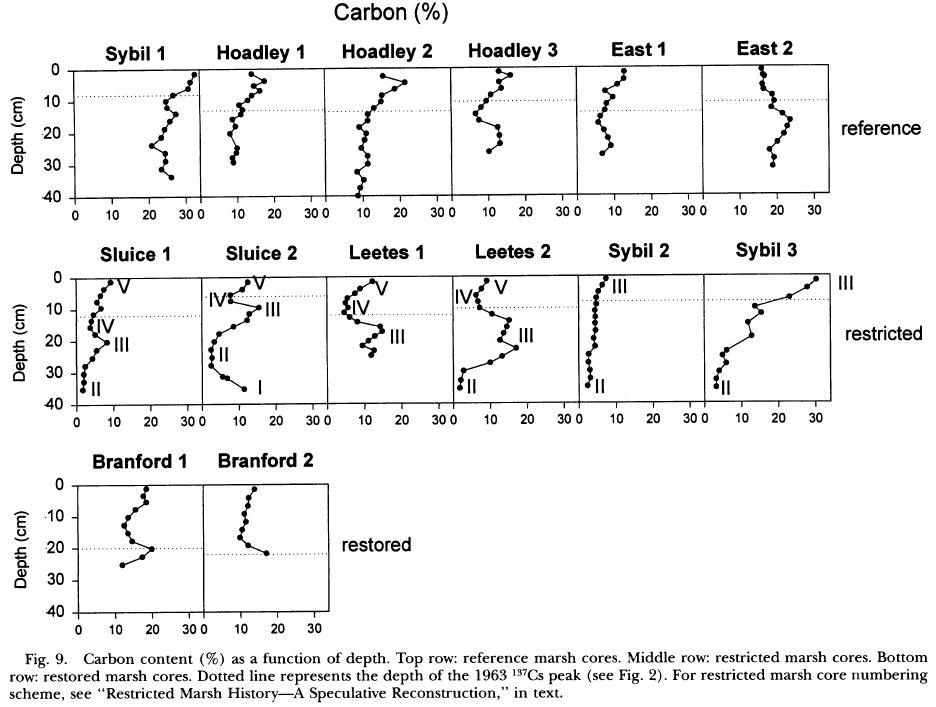 Carbon (%)
Sybil 1 Hoadley 1 Hoadley 2 Hoadley 3 East 1 East 2
Depth (cm)
0
10
20
30
40
reference
0 10 20 30 0 10 20 30 0 10 20 30 0 10 20 30 0 10 20 30 0 10 20 30
Sluice 1 Sluice 2 Leetes 1 Leetes 2 Sybil 2 Sybil 3
Depth (cm)
0
10
20
30
40
V IV III II
V IV III II I
V IV III
V IV III II
III II
III II
restricted
0 10 20 30 0 10 20 30 0 10 20 30 0 10 20 30 0 10 20 30 0 10 20 30
Branford 1 Branford 2
Depth (cm)
0
10
20
30
40
restored
0 10 20 30 0 10 20 30
Fig. 9. Carbon content (%) as a function of depth. Top row: reference marsh cores. Middle row: restricted marsh cores. Bottom
row: restored marsh cores. Dotted line represents the depth of the 1963 ¹³⁷Cs peak (see Fig. 2). For restricted marsh core numbering
scheme, see “Restricted Marsh History—A Speculative Reconstruction,” in text.